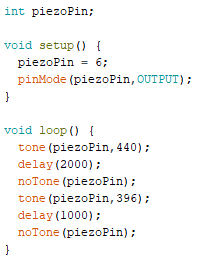 int piezoPin;

void setup() {
  piezoPin = 6;
  pinMode(piezoPin,OUTPUT);
}

void loop() {
  tone(piezoPin,440);
  delay(2000);
  noTone(piezoPin);
  tone(piezoPin,396);
  delay(1000);
  noTone(piezoPin);
}